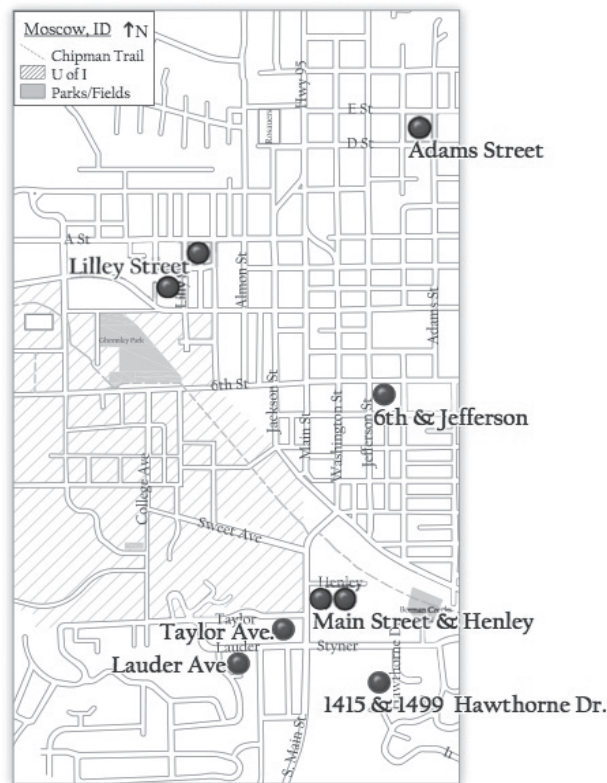 Moscow, ID ↑N
Chipman Trail
U of I
Parks/Fields
Hwy 95
Rosauers
E St
D St
Adams Street
A St
Lilley Street
Almon St
Adams St
Ghormley Park
6th St
6th & Jefferson
Jackson St
Main St
Washington St
Jefferson St
College Ave
Sweet Ave
Henley
Main Street & Henley
Taylor
Taylor Ave.
Lauder
Styner
Lauder Ave
Hawthorne Dr
1415 & 1499 Hawthorne Dr.
S. Main St